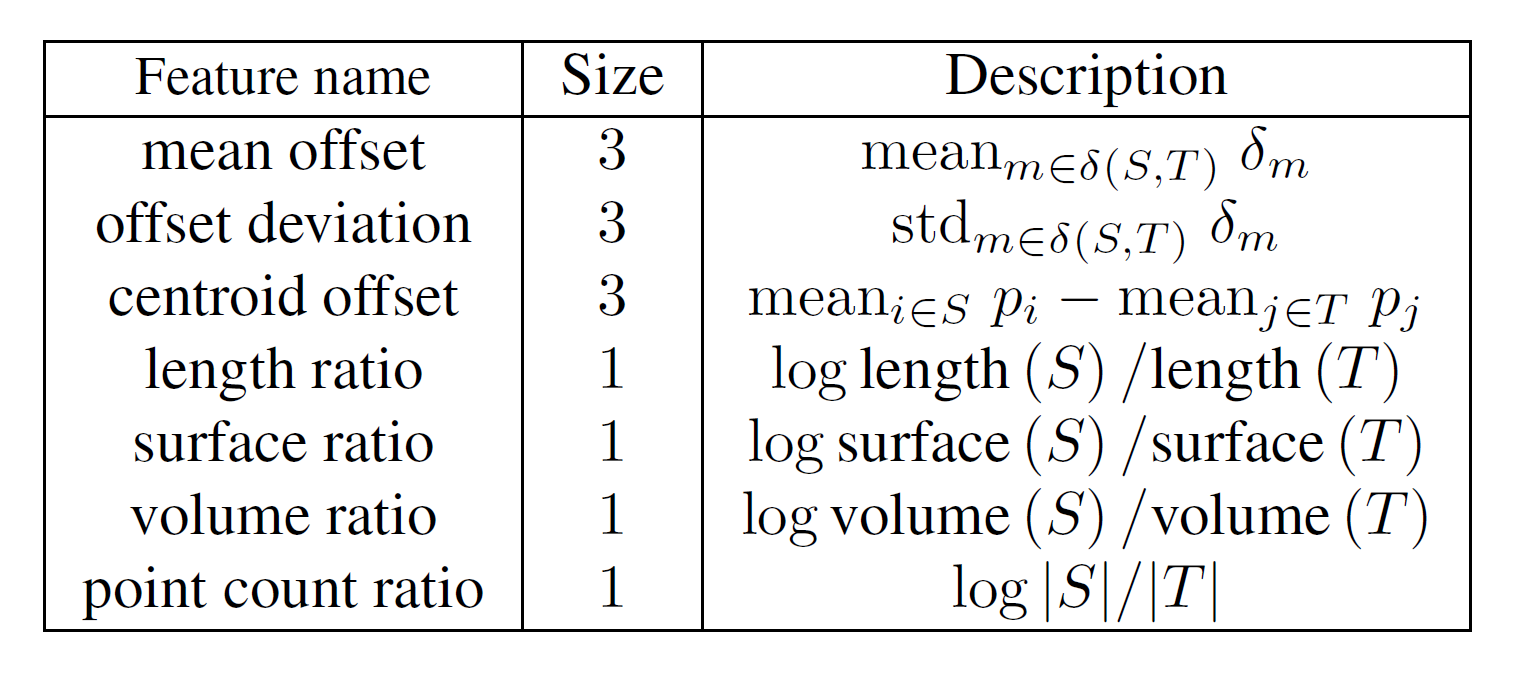 Feature name Size Description
mean offset 3 mean_{m∈δ(S,T)} δ_m
offset deviation 3 std_{m∈δ(S,T)} δ_m
centroid offset 3 mean_{i∈S} p_i − mean_{j∈T} p_j
length ratio 1 log length (S) /length (T)
surface ratio 1 log surface (S) /surface (T)
volume ratio 1 log volume (S) /volume (T)
point count ratio 1 log |S|/|T|